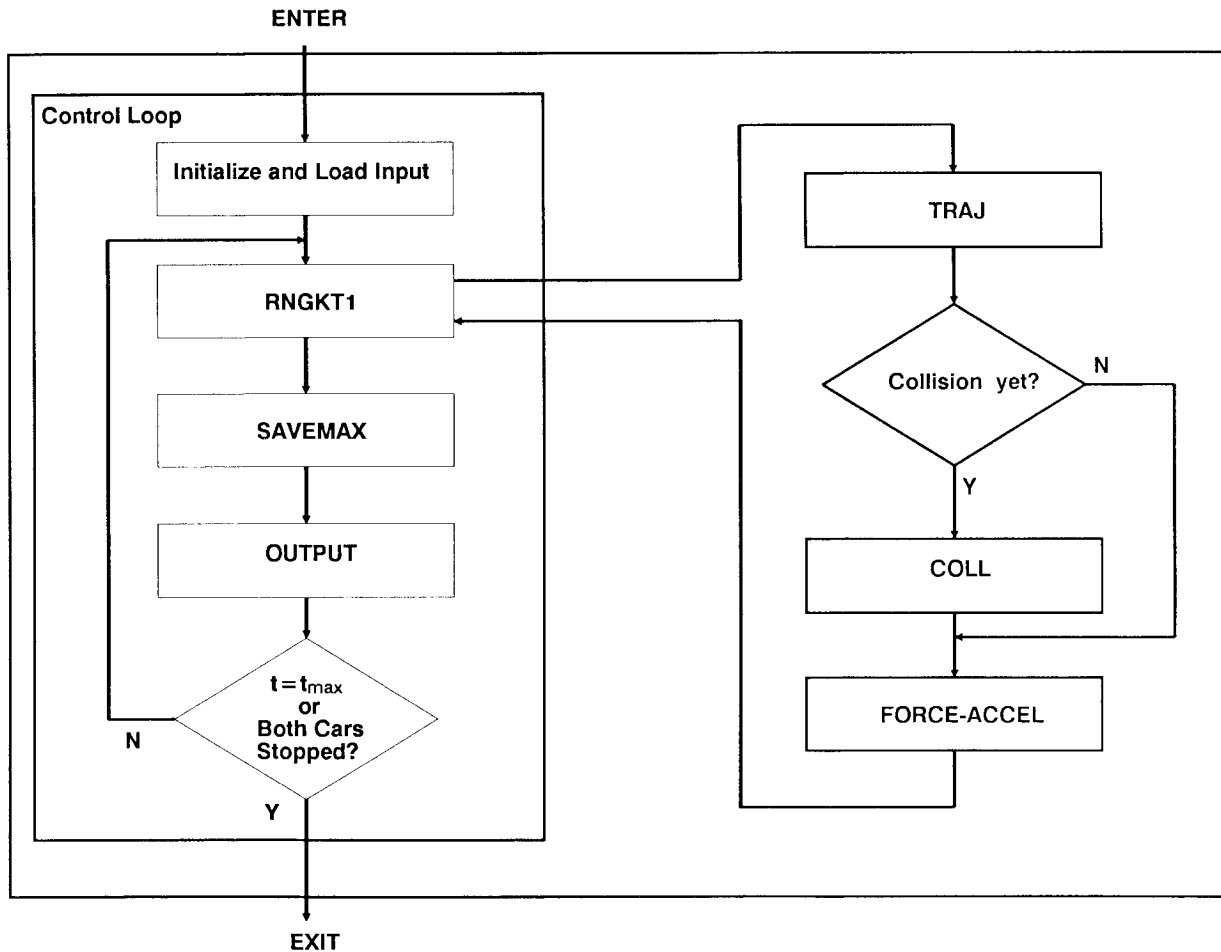 ENTER
Control Loop
Initialize and Load Input
RNGKT1
SAVEMAX
OUTPUT
t=tmax
or
Both Cars
Stopped?
N
Y
EXIT
TRAJ
Collision yet?
N
Y
COLL
FORCE-ACCEL